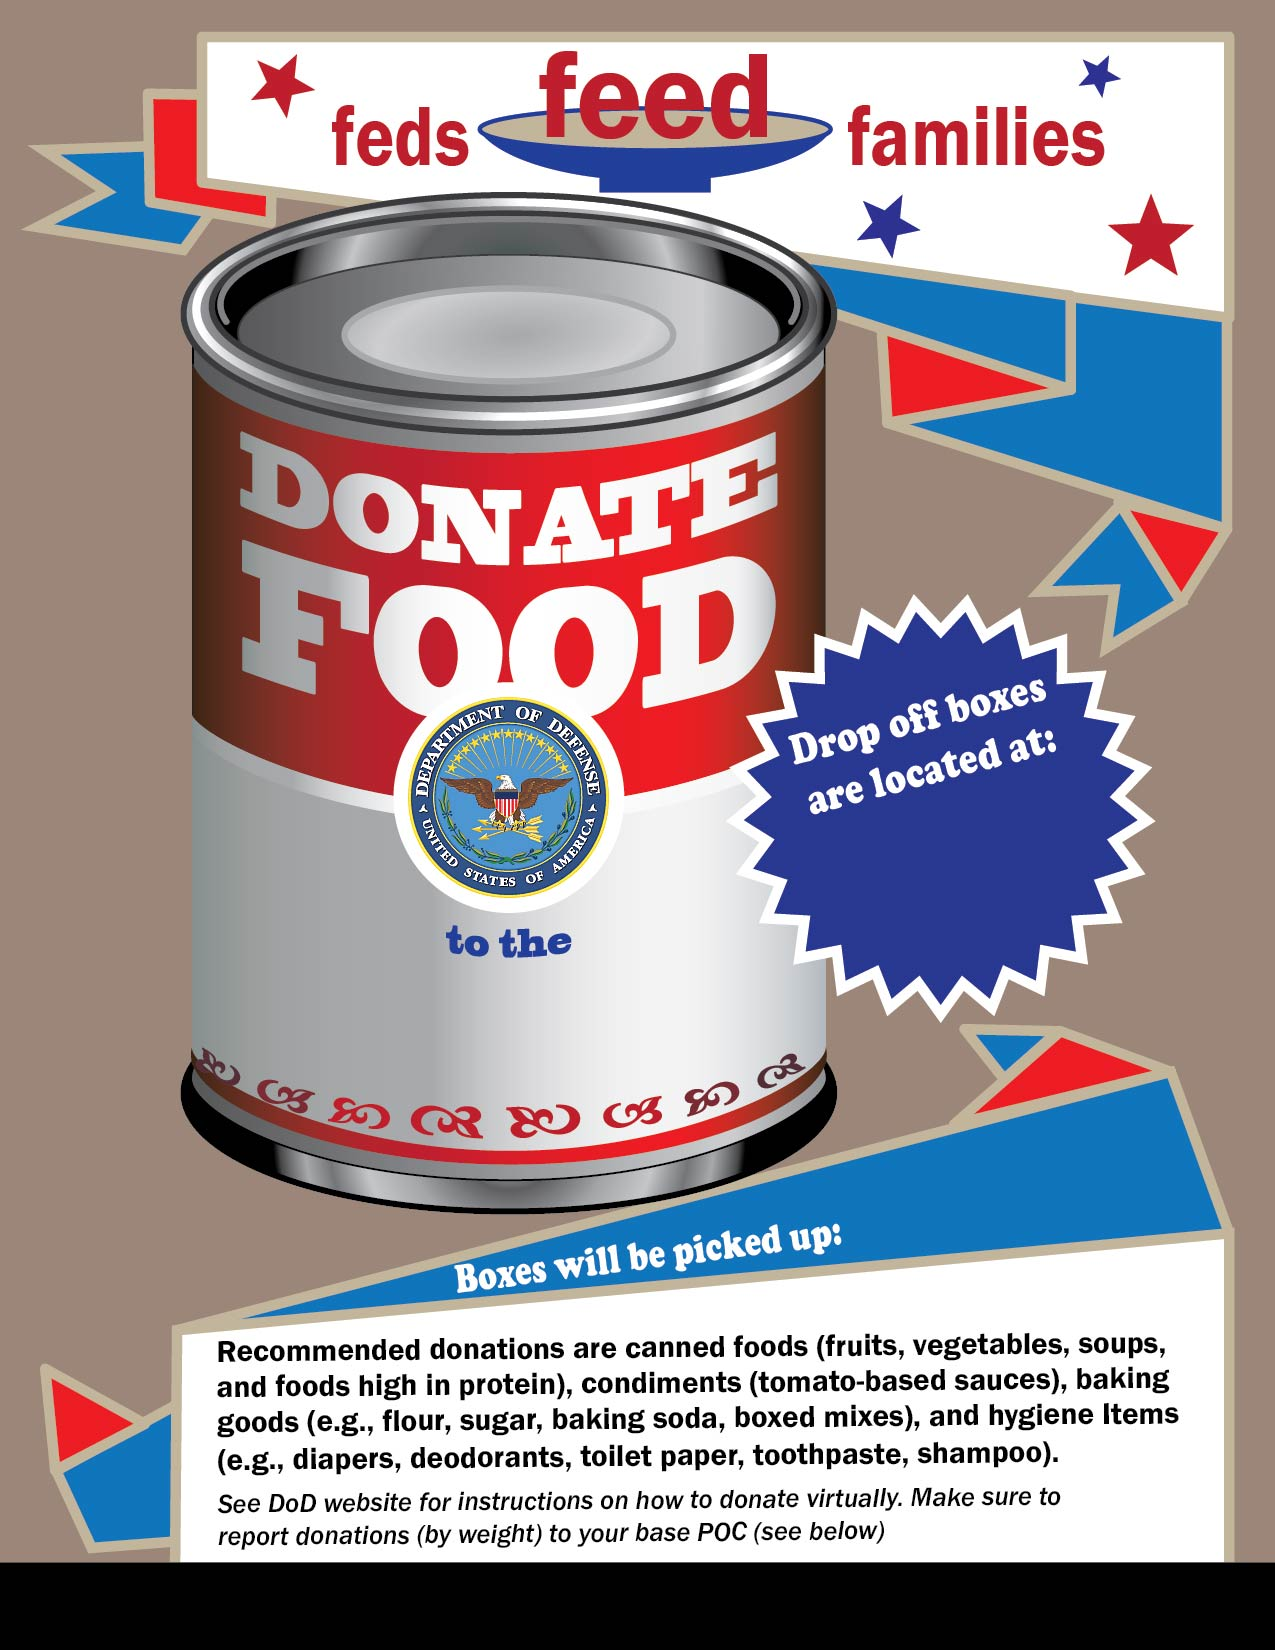 feds feed families
DONATE
FOOD
DEPARTMENT OF DEFENSE
UNITED STATES OF AMERICA
to the
Drop off boxes
are located at:
Boxes will be picked up:
Recommended donations are canned foods (fruits, vegetables, soups,
and foods high in protein), condiments (tomato-based sauces), baking
goods (e.g., flour, sugar, baking soda, boxed mixes), and hygiene Items
(e.g., diapers, deodorants, toilet paper, toothpaste, shampoo).
See DoD website for instructions on how to donate virtually. Make sure to
report donations (by weight) to your base POC (see below)